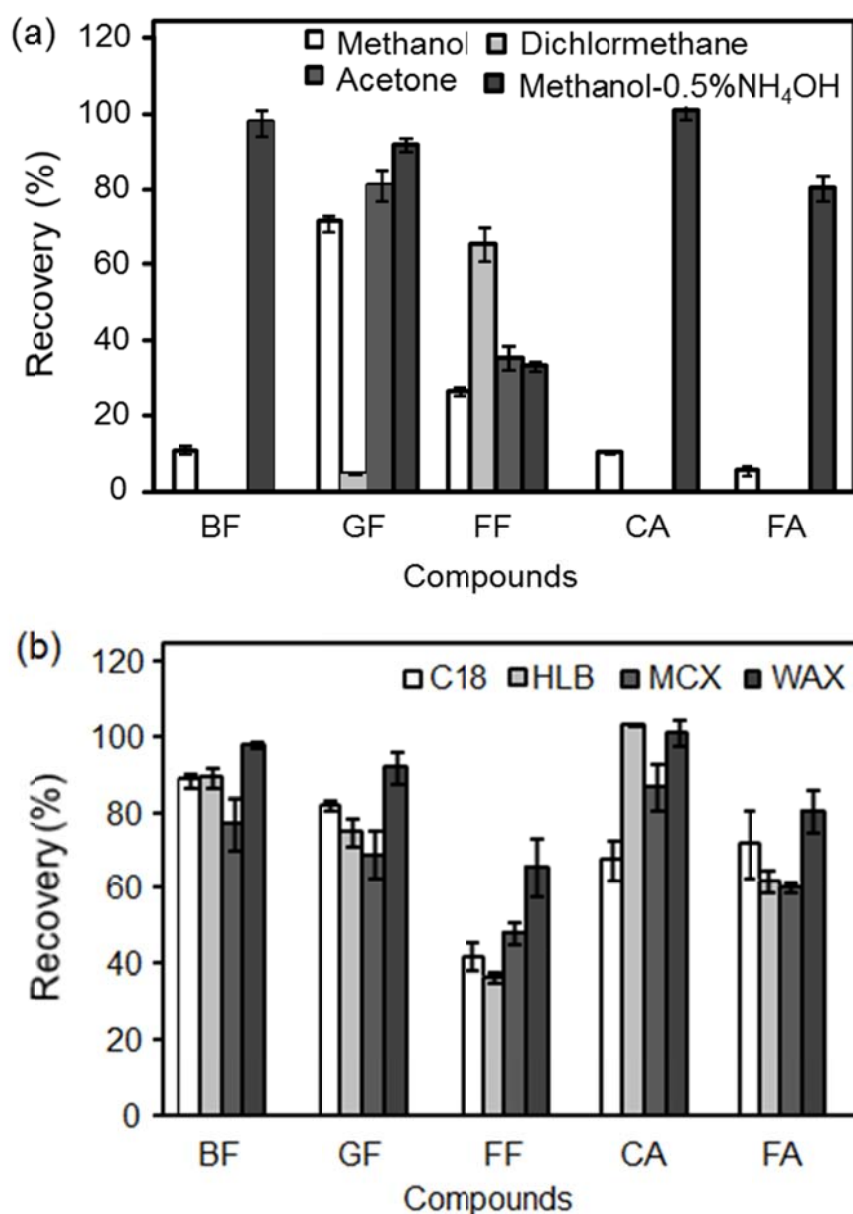 (a)
120
100
80
60
40
20
0
Recovery (%)
Methanol Dichlormethane
Acetone Methanol-0.5%NH₄OH
BF GF FF CA FA
Compounds
(b)
120
100
80
60
40
20
0
Recovery (%)
C18 HLB MCX WAX
BF GF FF CA FA
Compounds